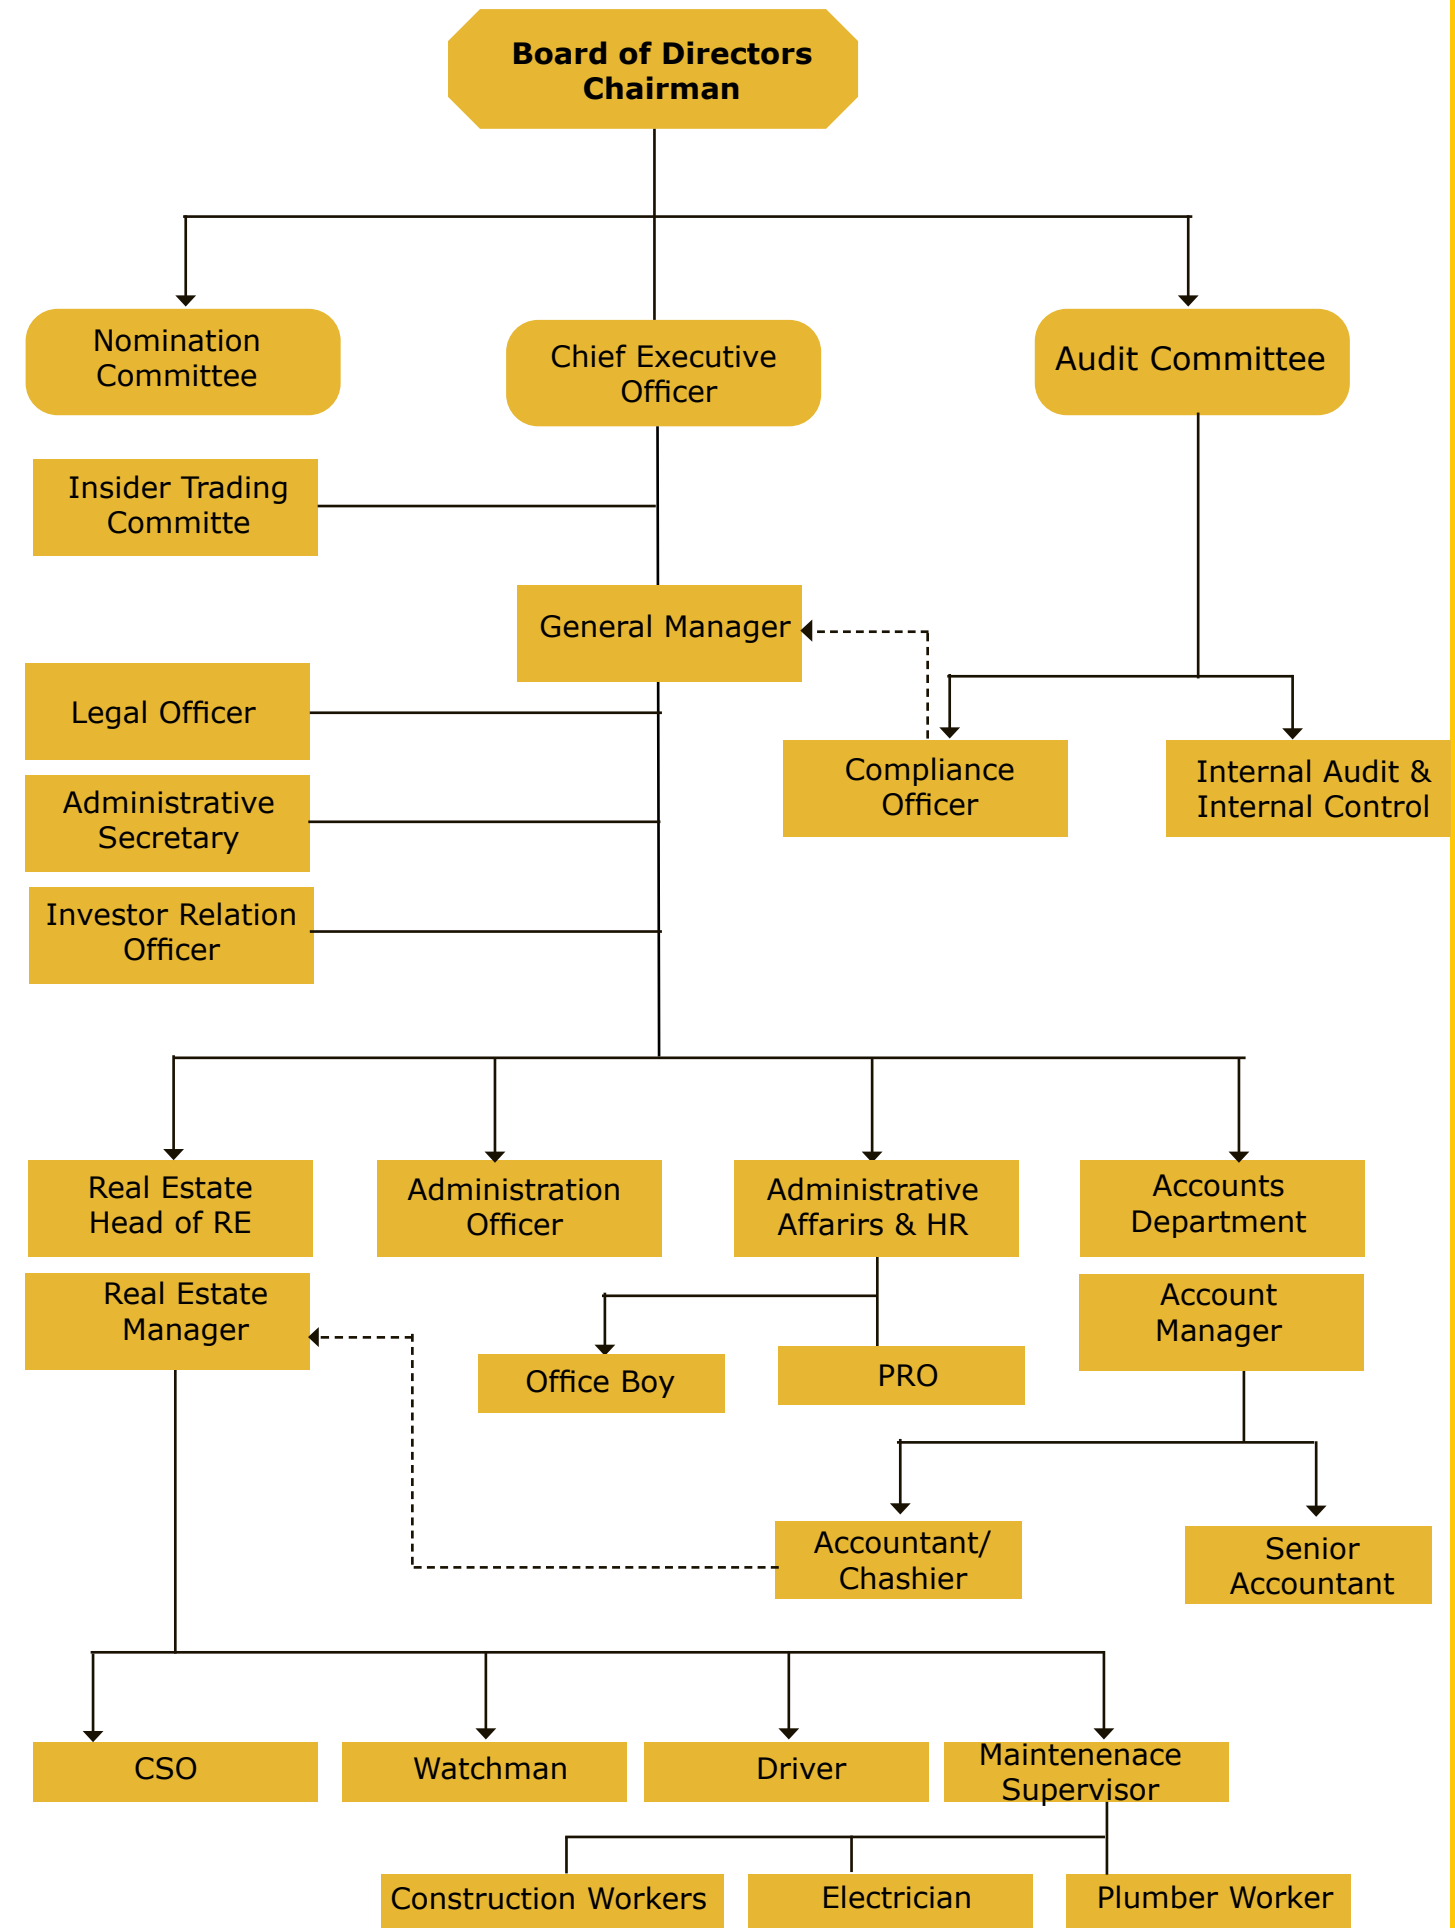 Board of Directors
Chairman
Nomination
Committee
Chief Executive
Officer
Audit Committee
Insider Trading
Committe
General Manager
Legal Officer
Compliance
Officer
Internal Audit &
Internal Control
Administrative
Secretary
Investor Relation
Officer
Real Estate
Head of RE
Administration
Officer
Administrative
Affarirs & HR
Accounts
Department
Real Estate
Manager
Account
Manager
Office Boy
PRO
Accountant/
Chashier
Senior
Accountant
CSO
Watchman
Driver
Maintenenace
Supervisor
Construction Workers
Electrician
Plumber Worker